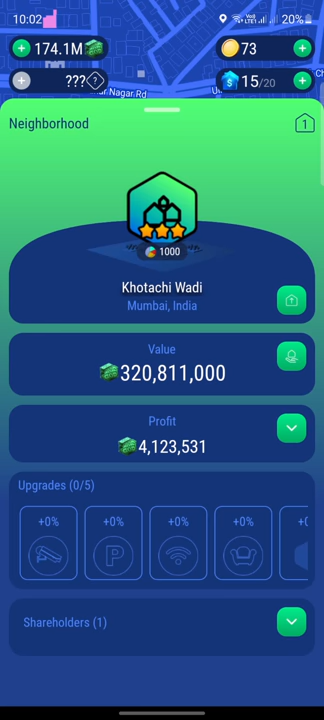 10:02
20%
174.1M
73
???
?
15/20
Nagar Rd
Neighborhood
1
1000
Khotachi Wadi
Mumbai, India
Value
320,811,000
Profit
4,123,531
Upgrades (0/5)
+0% +0% +0% +0% +0
P
Shareholders (1)